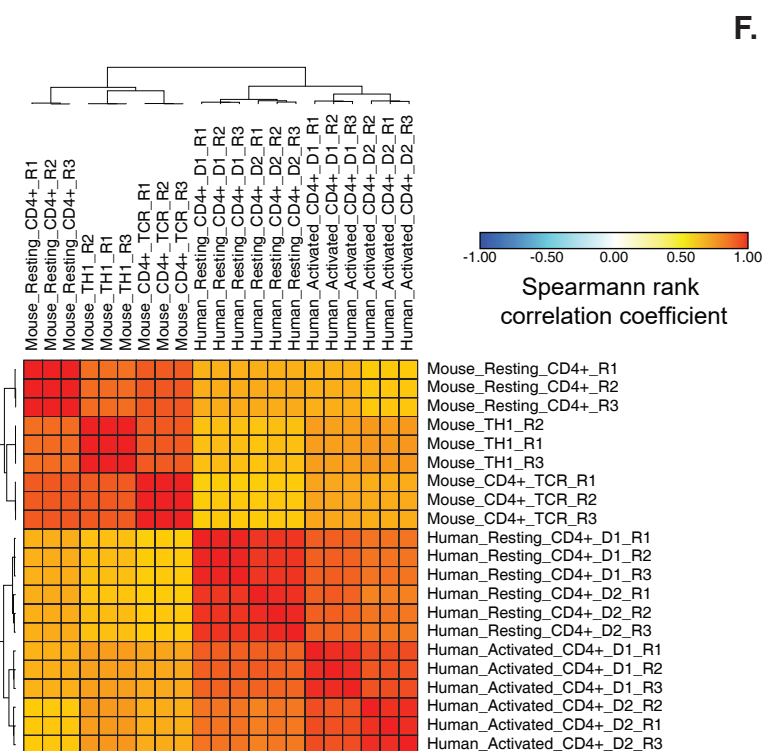 F.
Mouse_Resting_CD4+_R1
Mouse_Resting_CD4+_R2
Mouse_Resting_CD4+_R3
Mouse_TH1_R2
Mouse_TH1_R1
Mouse_TH1_R3
Mouse_CD4+_TCR_R1
Mouse_CD4+_TCR_R2
Mouse_CD4+_TCR_R3
Human_Resting_CD4+_D1_R1
Human_Resting_CD4+_D1_R2
Human_Resting_CD4+_D1_R3
Human_Resting_CD4+_D2_R1
Human_Resting_CD4+_D2_R2
Human_Resting_CD4+_D2_R3
Human_Activated_CD4+_D1_R1
Human_Activated_CD4+_D1_R2
Human_Activated_CD4+_D1_R3
Human_Activated_CD4+_D2_R2
Human_Activated_CD4+_D2_R1
Human_Activated_CD4+_D2_R3
-1.00 -0.50 0.00 0.50 1.00
Spearmann rank
correlation coefficient
Mouse_Resting_CD4+_R1
Mouse_Resting_CD4+_R2
Mouse_Resting_CD4+_R3
Mouse_TH1_R2
Mouse_TH1_R1
Mouse_TH1_R3
Mouse_CD4+_TCR_R1
Mouse_CD4+_TCR_R2
Mouse_CD4+_TCR_R3
Human_Resting_CD4+_D1_R1
Human_Resting_CD4+_D1_R2
Human_Resting_CD4+_D1_R3
Human_Resting_CD4+_D2_R1
Human_Resting_CD4+_D2_R2
Human_Resting_CD4+_D2_R3
Human_Activated_CD4+_D1_R1
Human_Activated_CD4+_D1_R2
Human_Activated_CD4+_D1_R3
Human_Activated_CD4+_D2_R2
Human_Activated_CD4+_D2_R1
Human_Activated_CD4+_D2_R3